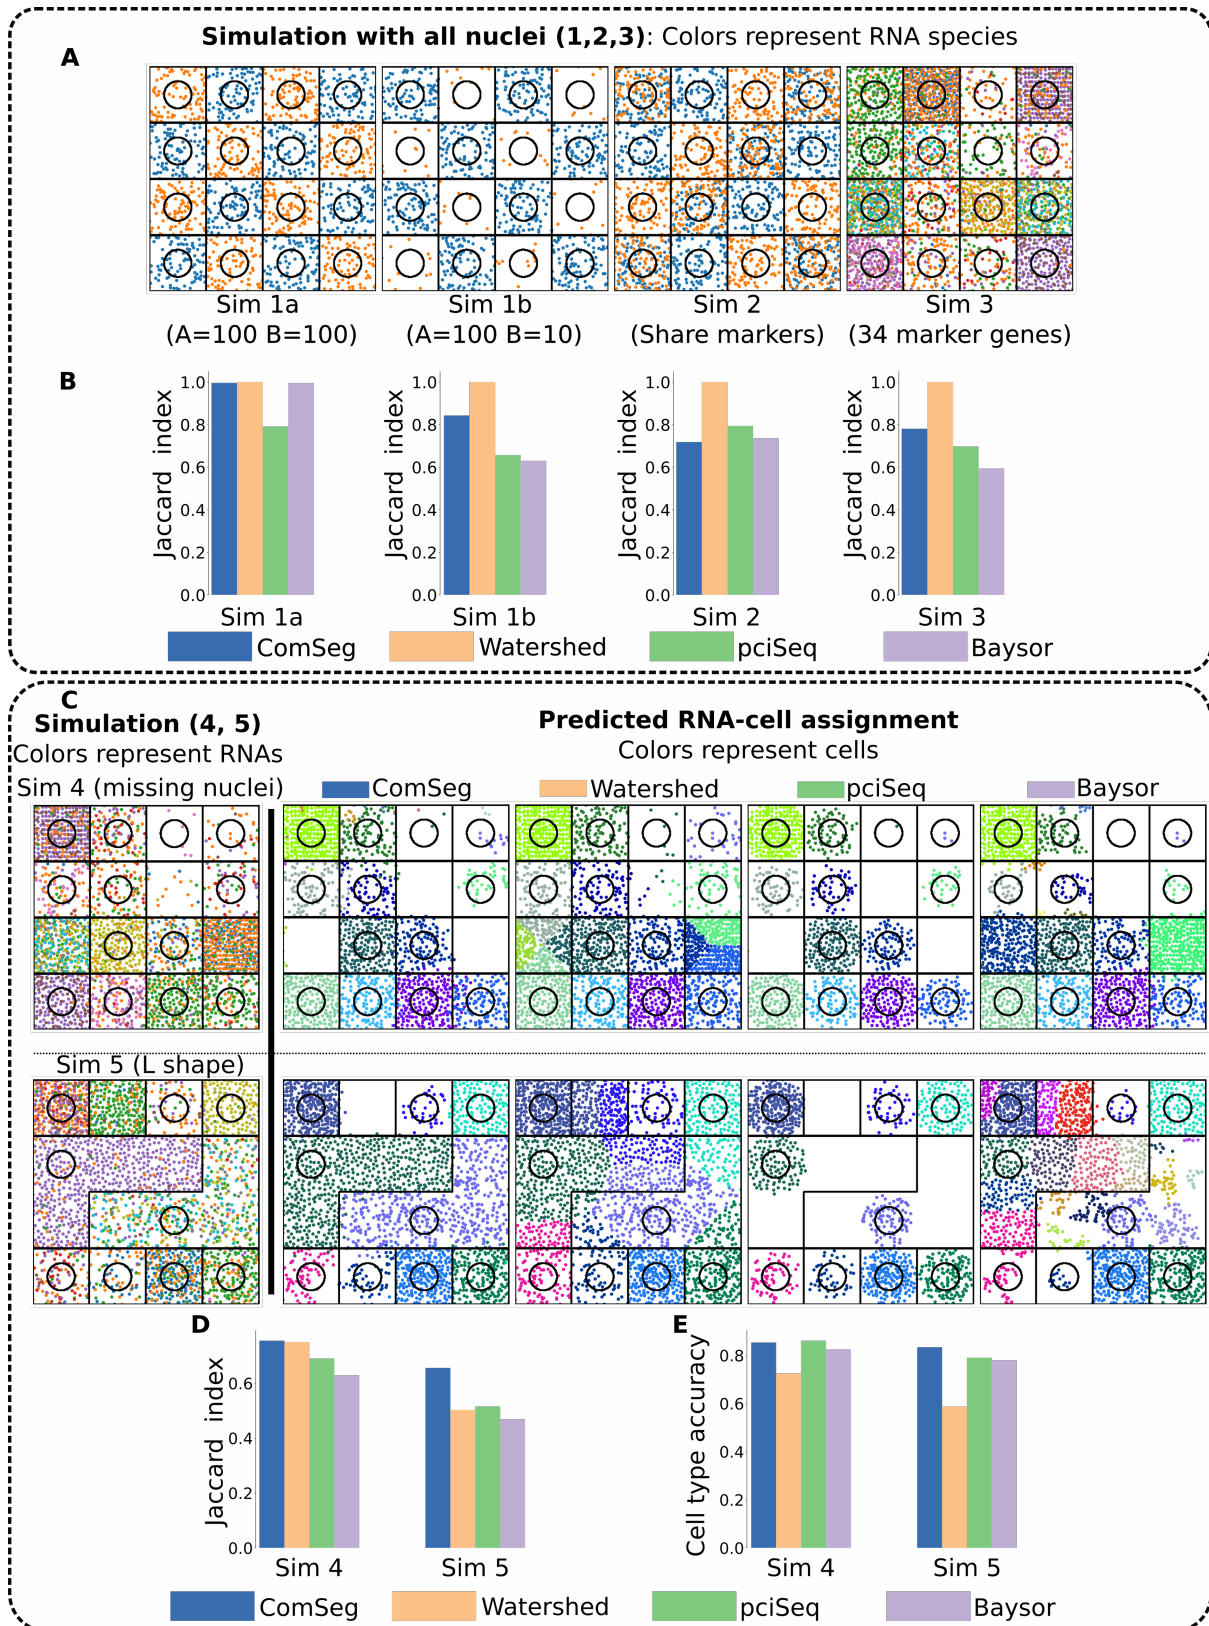 A
Simulation with all nuclei (1,2,3): Colors represent RNA species
Sim 1a
(A=100 B=100)
Sim 1b
(A=100 B=10)
Sim 2
(Share markers)
Sim 3
(34 marker genes)
B
Jaccard index
1.0
0.8
0.6
0.4
0.2
0.0
Sim 1a
Jaccard index
1.0
0.8
0.6
0.4
0.2
0.0
Sim 1b
Jaccard index
1.0
0.8
0.6
0.4
0.2
0.0
Sim 2
Jaccard index
1.0
0.8
0.6
0.4
0.2
0.0
Sim 3
ComSeg
Watershed
pciSeq
Baysor
C
Simulation (4, 5)
Colors represent RNAs
Predicted RNA-cell assignment
Colors represent cells
Sim 4 (missing nuclei)
ComSeg
Watershed
pciSeq
Baysor
Sim 5 (L shape)
D
Jaccard index
0.6
0.4
0.2
0.0
Sim 4
Sim 5
E
Cell type accuracy
0.8
0.6
0.4
0.2
0.0
Sim 4
Sim 5
ComSeg
Watershed
pciSeq
Baysor